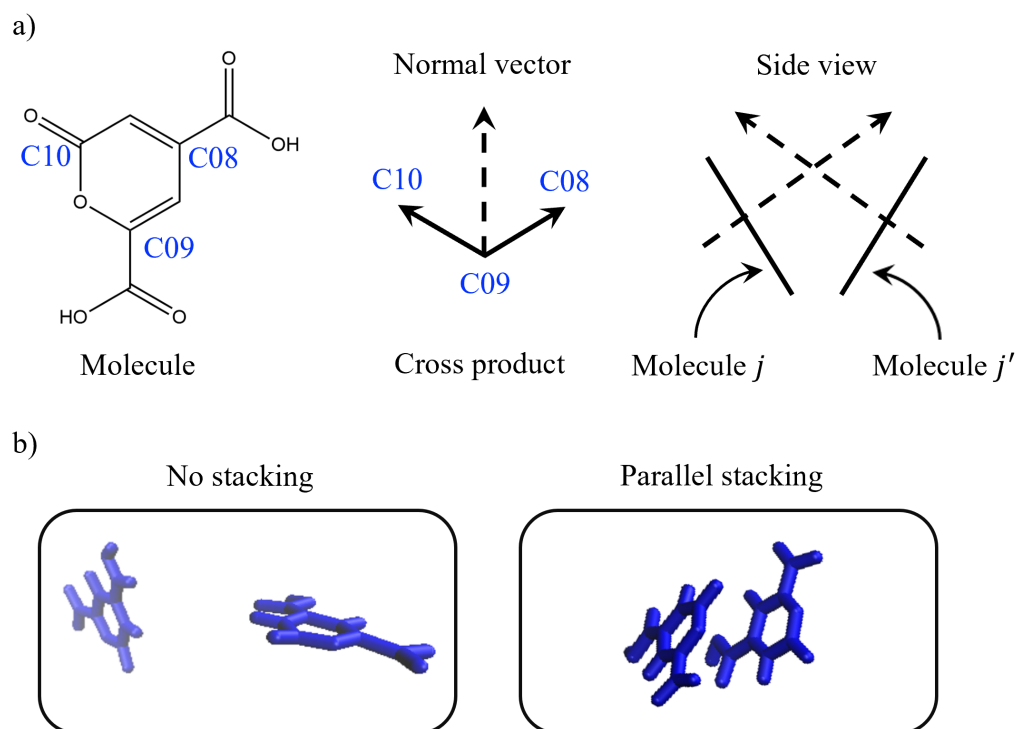 a)
Normal vector
Side view
O
O
OH
C10
C08
O
C09
HO
O
C10
C08
C09
Molecule
Cross product
Molecule j
Molecule j′
b)
No stacking
Parallel stacking